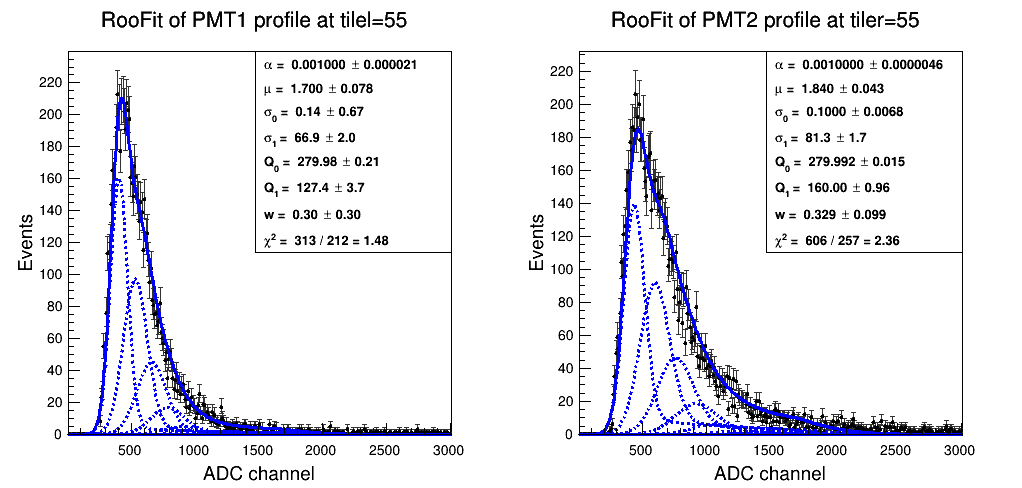 RooFit of PMT1 profile at tilel=55
α = 0.001000 ± 0.000021
μ = 1.700 ± 0.078
σ₀ = 0.14 ± 0.67
σ₁ = 66.9 ± 2.0
Q₀ = 279.98 ± 0.21
Q₁ = 127.4 ± 3.7
w = 0.30 ± 0.30
χ² = 313 / 212 = 1.48
Events
220
200
180
160
140
120
100
80
60
40
20
0
500 1000 1500 2000 2500 3000
ADC channel
RooFit of PMT2 profile at tiler=55
α = 0.0010000 ± 0.0000046
μ = 1.840 ± 0.043
σ₀ = 0.1000 ± 0.0068
σ₁ = 81.3 ± 1.7
Q₀ = 279.992 ± 0.015
Q₁ = 160.00 ± 0.96
w = 0.329 ± 0.099
χ² = 606 / 257 = 2.36
Events
220
200
180
160
140
120
100
80
60
40
20
0
500 1000 1500 2000 2500 3000
ADC channel